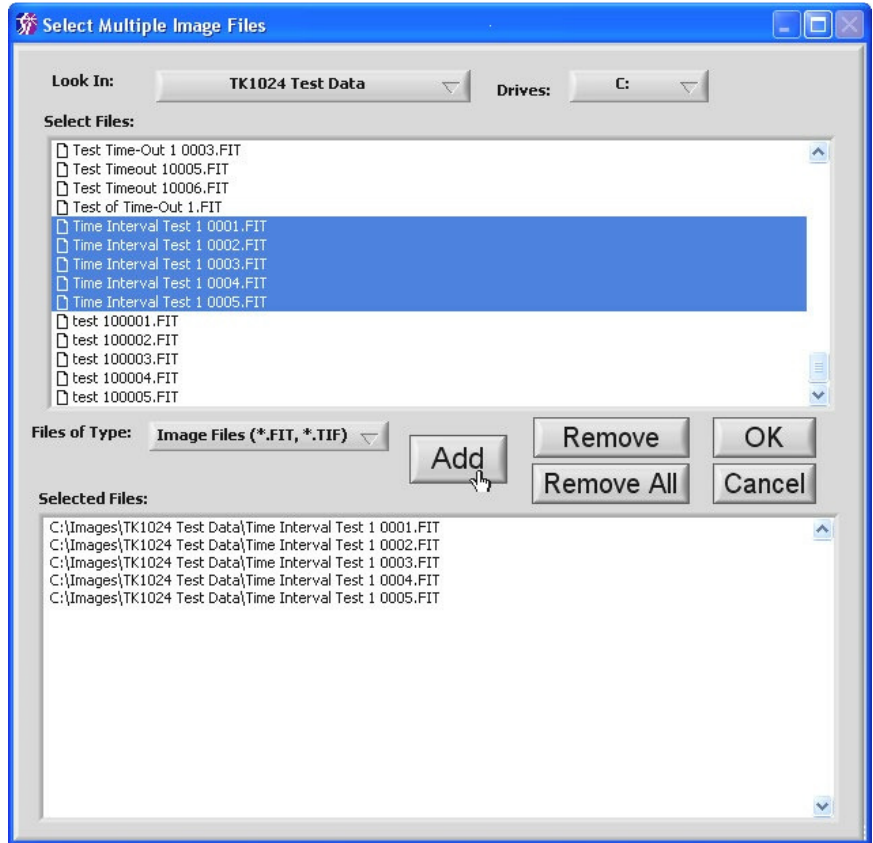 Select Multiple Image Files
Look In: TK1024 Test Data Drives: C:
Select Files:
Test Time-Out 1 0003.FIT
Test Timeout 10005.FIT
Test Timeout 10006.FIT
Test of Time-Out 1.FIT
Time Interval Test 1 0001.FIT
Time Interval Test 1 0002.FIT
Time Interval Test 1 0003.FIT
Time Interval Test 1 0004.FIT
Time Interval Test 1 0005.FIT
test 100001.FIT
test 100002.FIT
test 100003.FIT
test 100004.FIT
test 100005.FIT
Files of Type: Image Files (*.FIT, *.TIF) Add Remove OK
Remove All Cancel
Selected Files:
C:\Images\TK1024 Test Data\Time Interval Test 1 0001.FIT
C:\Images\TK1024 Test Data\Time Interval Test 1 0002.FIT
C:\Images\TK1024 Test Data\Time Interval Test 1 0003.FIT
C:\Images\TK1024 Test Data\Time Interval Test 1 0004.FIT
C:\Images\TK1024 Test Data\Time Interval Test 1 0005.FIT